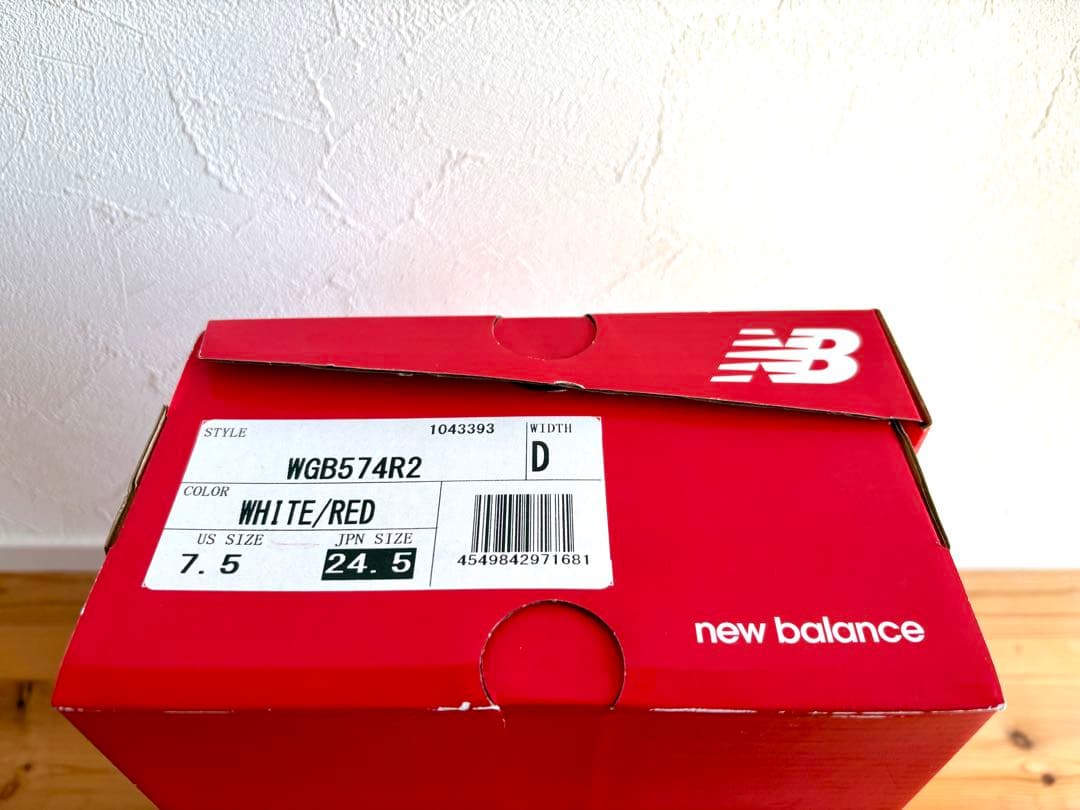 NB
STYLE 1043393 WIDTH
WGB574R2 D
COLOR
WHITE/RED
US SIZE JPN SIZE
7.5 24.5
4549842971681
new balance